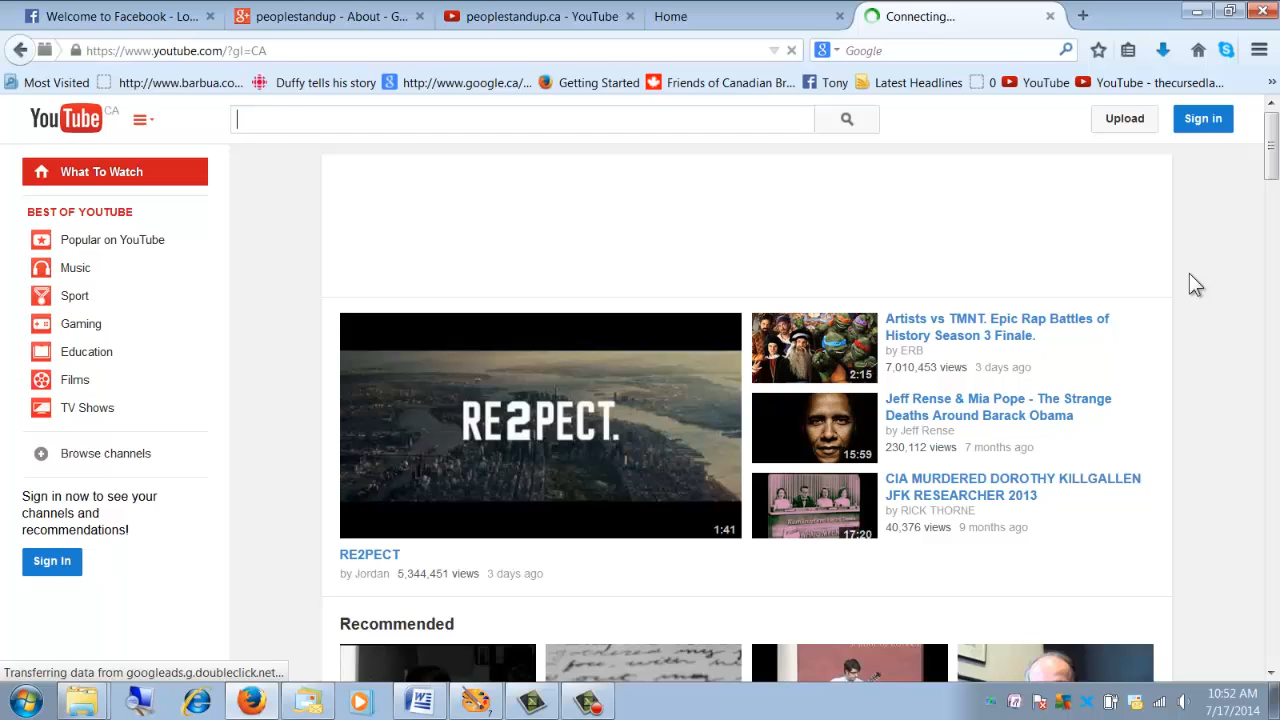 Welcome to Facebook - Lo...
peoplestandup - About - G...
peoplestandup.ca - YouTube
Home
Connecting...
https://www.youtube.com/?gl=CA
Google
Most Visited
http://www.barbua.co...
Duffy tells his story
http://www.google.ca/...
Getting Started
Friends of Canadian Br...
Tony
Latest Headlines
0
YouTube
YouTube - thecursedla...
YouTube CA
Upload
Sign in
What To Watch
BEST OF YOUTUBE
Popular on YouTube
Music
Sport
Gaming
Education
Films
TV Shows
Browse channels
Sign in now to see your
channels and
recommendations!
Sign In
RE2PECT.
1:41
RE2PECT
by Jordan 5,344,451 views 3 days ago
2:15
Artists vs TMNT. Epic Rap Battles of
History Season 3 Finale.
by ERB
7,010,453 views 3 days ago
15:59
Jeff Rense & Mia Pope - The Strange
Deaths Around Barack Obama
by Jeff Rense
230,112 views 7 months ago
17:20
CIA MURDERED DOROTHY KILLGALLEN
JFK RESEARCHER 2013
by RICK THORNE
40,376 views 9 months ago
Recommended
Transferring data from googleads.g.doubleclick.net...
10:52 AM
7/17/2014